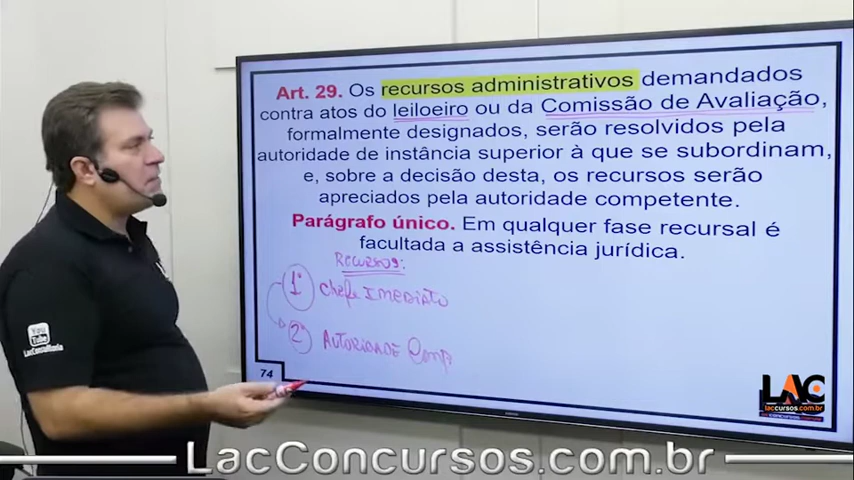 Art. 29. Os recursos administrativos demandados
contra atos do leiloeiro ou da Comissão de Avaliação,
formalmente designados, serão resolvidos pela
autoridade de instância superior à que se subordinam,
e, sobre a decisão desta, os recursos serão
apreciados pela autoridade competente.
Parágrafo único. Em qualquer fase recursal é
facultada a assistência jurídica.
Recursos:
1º Chefe IMEDIATO
2º AUTORIDADE Comp
74
You
Tube
LAC
laccursos.com.br
LacConcursos.com.br